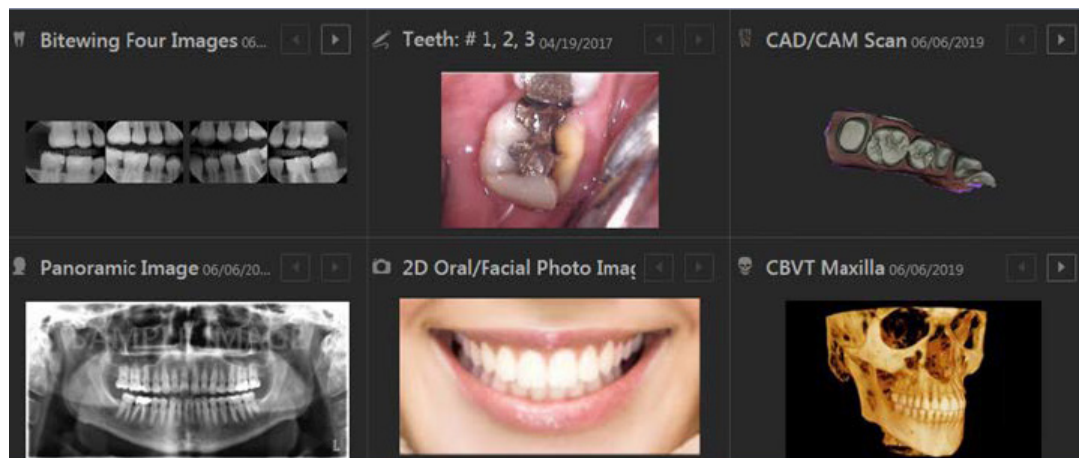 Bitewing Four Images 06...
Teeth: # 1, 2, 3 04/19/2017
CAD/CAM Scan 06/06/2019
Panoramic Image 06/06/20...
2D Oral/Facial Photo Imag
CBVT Maxilla 06/06/2019
SAMPLE IMAGE
L